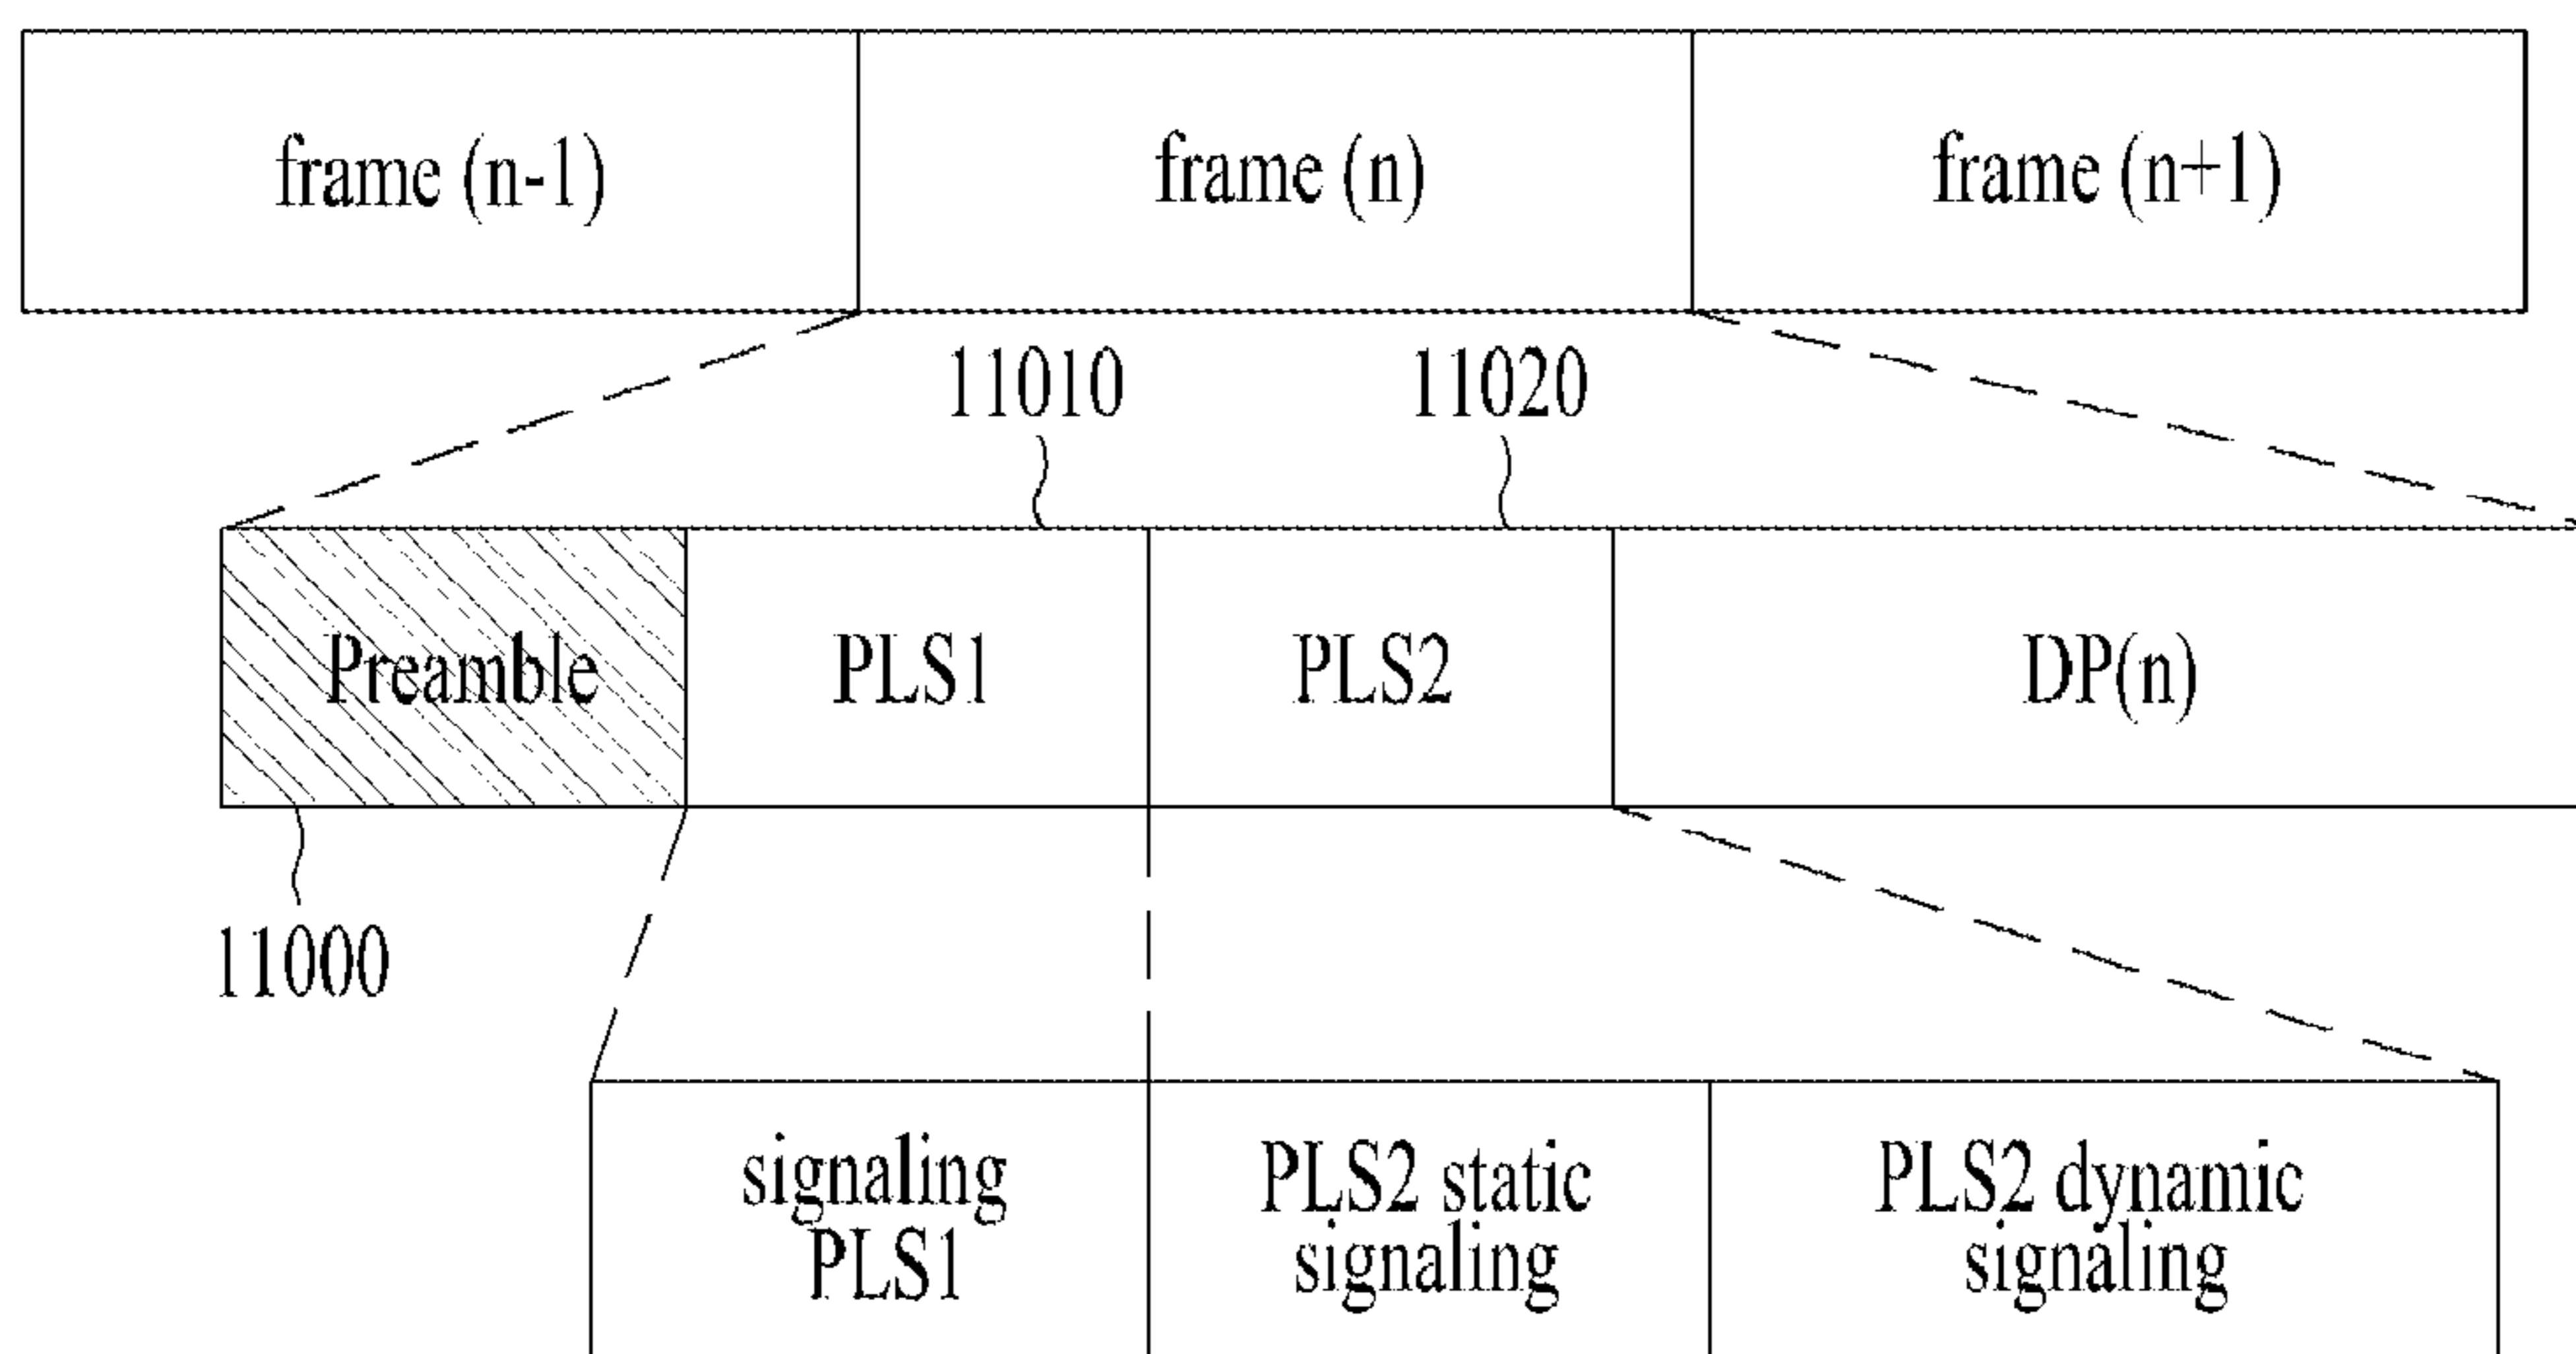 frame (n-1)
frame (n)
frame (n+1)
11010
11020
Preamble
PLS1
PLS2
DP(n)
11000
signaling
PLS1
PLS2 static
signaling
PLS2 dynamic
signaling